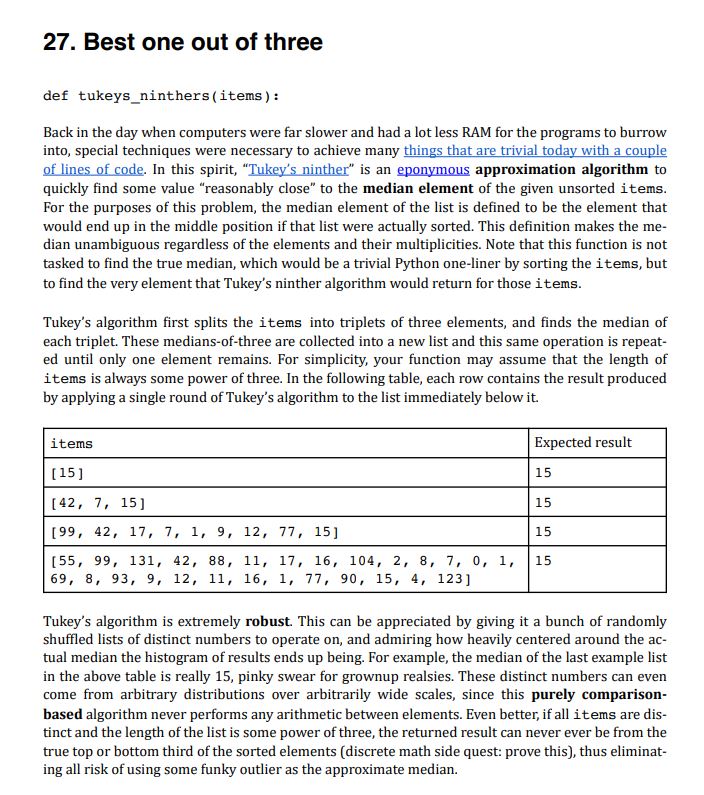 27. Best one out of three
def tukeys_ninthers(items):
Back in the day when computers were far slower and had a lot less RAM for the programs to burrow
into, special techniques were necessary to achieve many things that are trivial today with a couple
of lines of code. In this spirit, “Tukey’s ninther” is an eponymous approximation algorithm to
quickly find some value “reasonably close” to the median element of the given unsorted items.
For the purposes of this problem, the median element of the list is defined to be the element that
would end up in the middle position if that list were actually sorted. This definition makes the me-
dian unambiguous regardless of the elements and their multiplicities. Note that this function is not
tasked to find the true median, which would be a trivial Python one-liner by sorting the items, but
to find the very element that Tukey’s ninther algorithm would return for those items.
Tukey’s algorithm first splits the items into triplets of three elements, and finds the median of
each triplet. These medians-of-three are collected into a new list and this same operation is repeat-
ed until only one element remains. For simplicity, your function may assume that the length of
items is always some power of three. In the following table, each row contains the result produced
by applying a single round of Tukey’s algorithm to the list immediately below it.
items Expected result
[15] 15
[42, 7, 15] 15
[99, 42, 17, 7, 1, 9, 12, 77, 15] 15
[55, 99, 131, 42, 88, 11, 17, 16, 104, 2, 8, 7, 0, 1, 15
69, 8, 93, 9, 12, 11, 16, 1, 77, 90, 15, 4, 123]
Tukey’s algorithm is extremely robust. This can be appreciated by giving it a bunch of randomly
shuffled lists of distinct numbers to operate on, and admiring how heavily centered around the ac-
tual median the histogram of results ends up being. For example, the median of the last example list
in the above table is really 15, pinky swear for grownup realsies. These distinct numbers can even
come from arbitrary distributions over arbitrarily wide scales, since this purely comparison-
based algorithm never performs any arithmetic between elements. Even better, if all items are dis-
tinct and the length of the list is some power of three, the returned result can never ever be from the
true top or bottom third of the sorted elements (discrete math side quest: prove this), thus eliminat-
ing all risk of using some funky outlier as the approximate median.